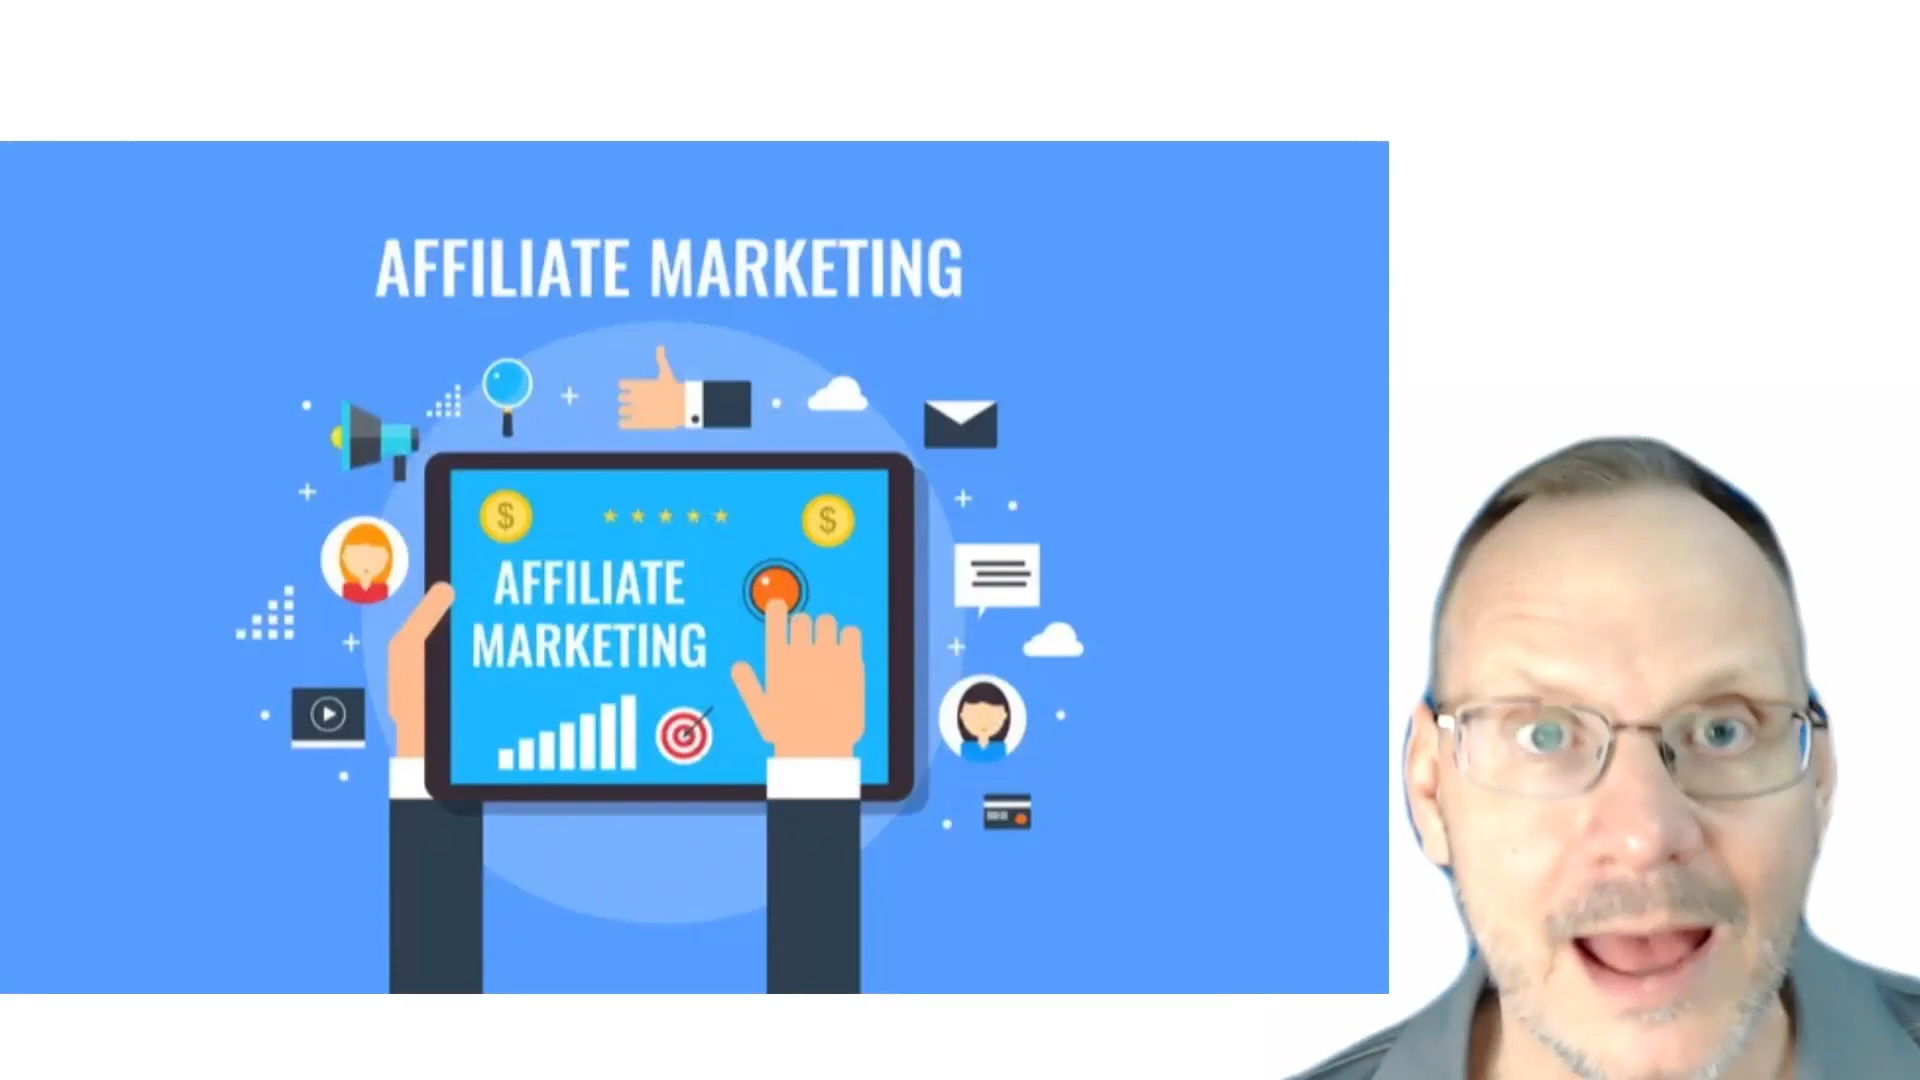 AFFILIATE MARKETING
$
$
AFFILIATE
MARKETING